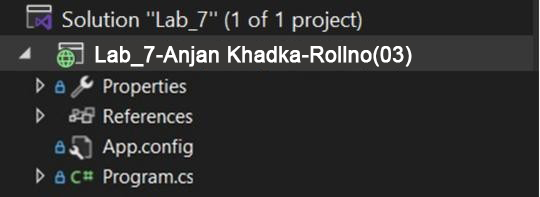 Solution "Lab_7" (1 of 1 project)
Lab_7-Anjan Khadka-Rollno(03)
Properties
References
App.config
C# Program.cs